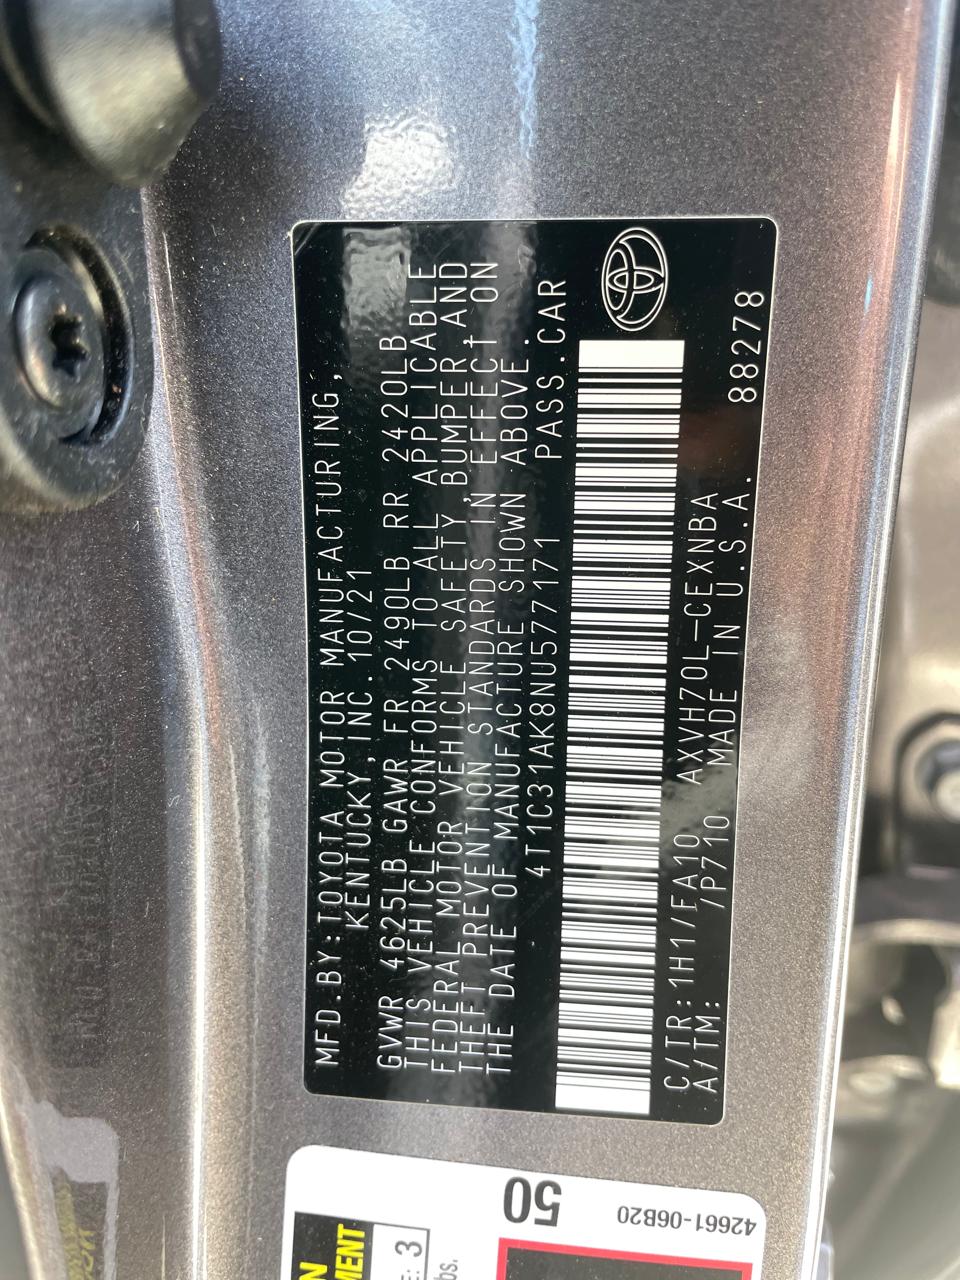 MFD.BY:TOYOTA MOTOR MANUFACTURING,
KENTUCKY,INC. 10/21
GVWR 4625LB GAWR FR 2490LB RR 2420LB
THIS VEHICLE CONFORMS TO ALL APPLICABLE
FEDERAL MOTOR VEHICLE SAFETY,BUMPER,AND
THEFT PREVENTION STANDARDS IN EFFECT ON
THE DATE OF MANUFACTURE SHOWN ABOVE.
4T1C31AK8NU577171 PASS.CAR
C/TR:1H1/FA10 AXVH70L-CEXNBA
A/TM: /P710 MADE IN U.S.A. 88278
50
42661-06B20
3